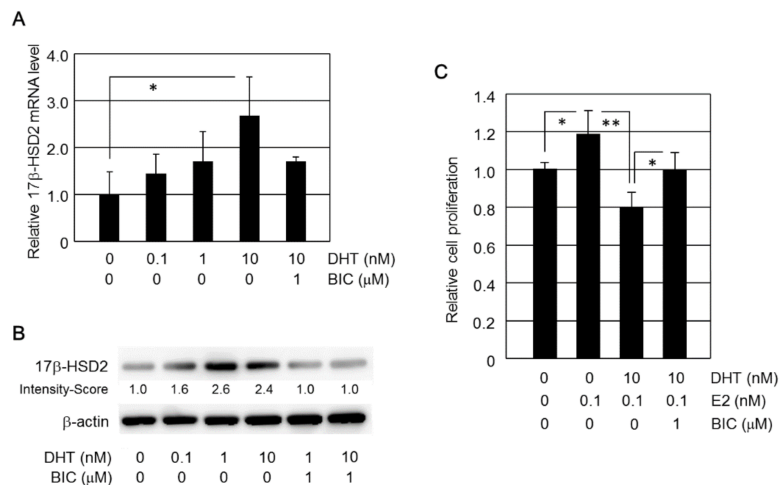 A
Relative 17β-HSD2 mRNA level
4.0
3.0
2.0
1.0
0.0
*
0 0.1 1 10 10 DHT (nM)
0 0 0 0 1 BIC (μM)
B
17β-HSD2
Intensity-Score 1.0 1.6 2.6 2.4 1.0 1.0
β-actin
DHT (nM) 0 0.1 1 10 1 10
BIC (μM) 0 0 0 0 1 1
C
Relative cell proliferation
1.4
1.2
1.0
0.8
0.6
0.4
0.2
0
* ** *
0 0 10 10 DHT (nM)
0 0.1 0.1 0.1 E2 (nM)
0 0 0 1 BIC (μM)